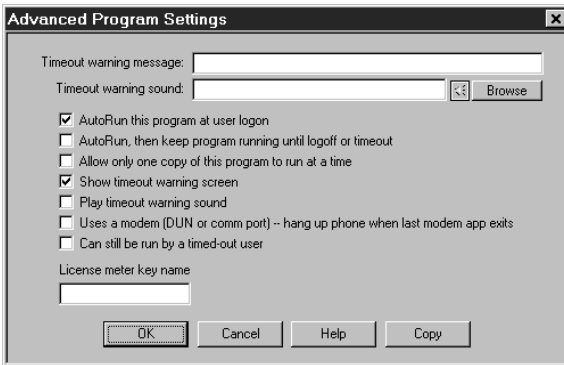 Advanced Program Settings
Timeout warning message:
Timeout warning sound:
Browse
AutoRun this program at user logon
AutoRun, then keep program running until logoff or timeout
Allow only one copy of this program to run at a time
Show timeout warning screen
Play timeout warning sound
Uses a modem (DUN or comm port) -- hang up phone when last modem app exits
Can still be run by a timed-out user
License meter key name
OK Cancel Help Copy